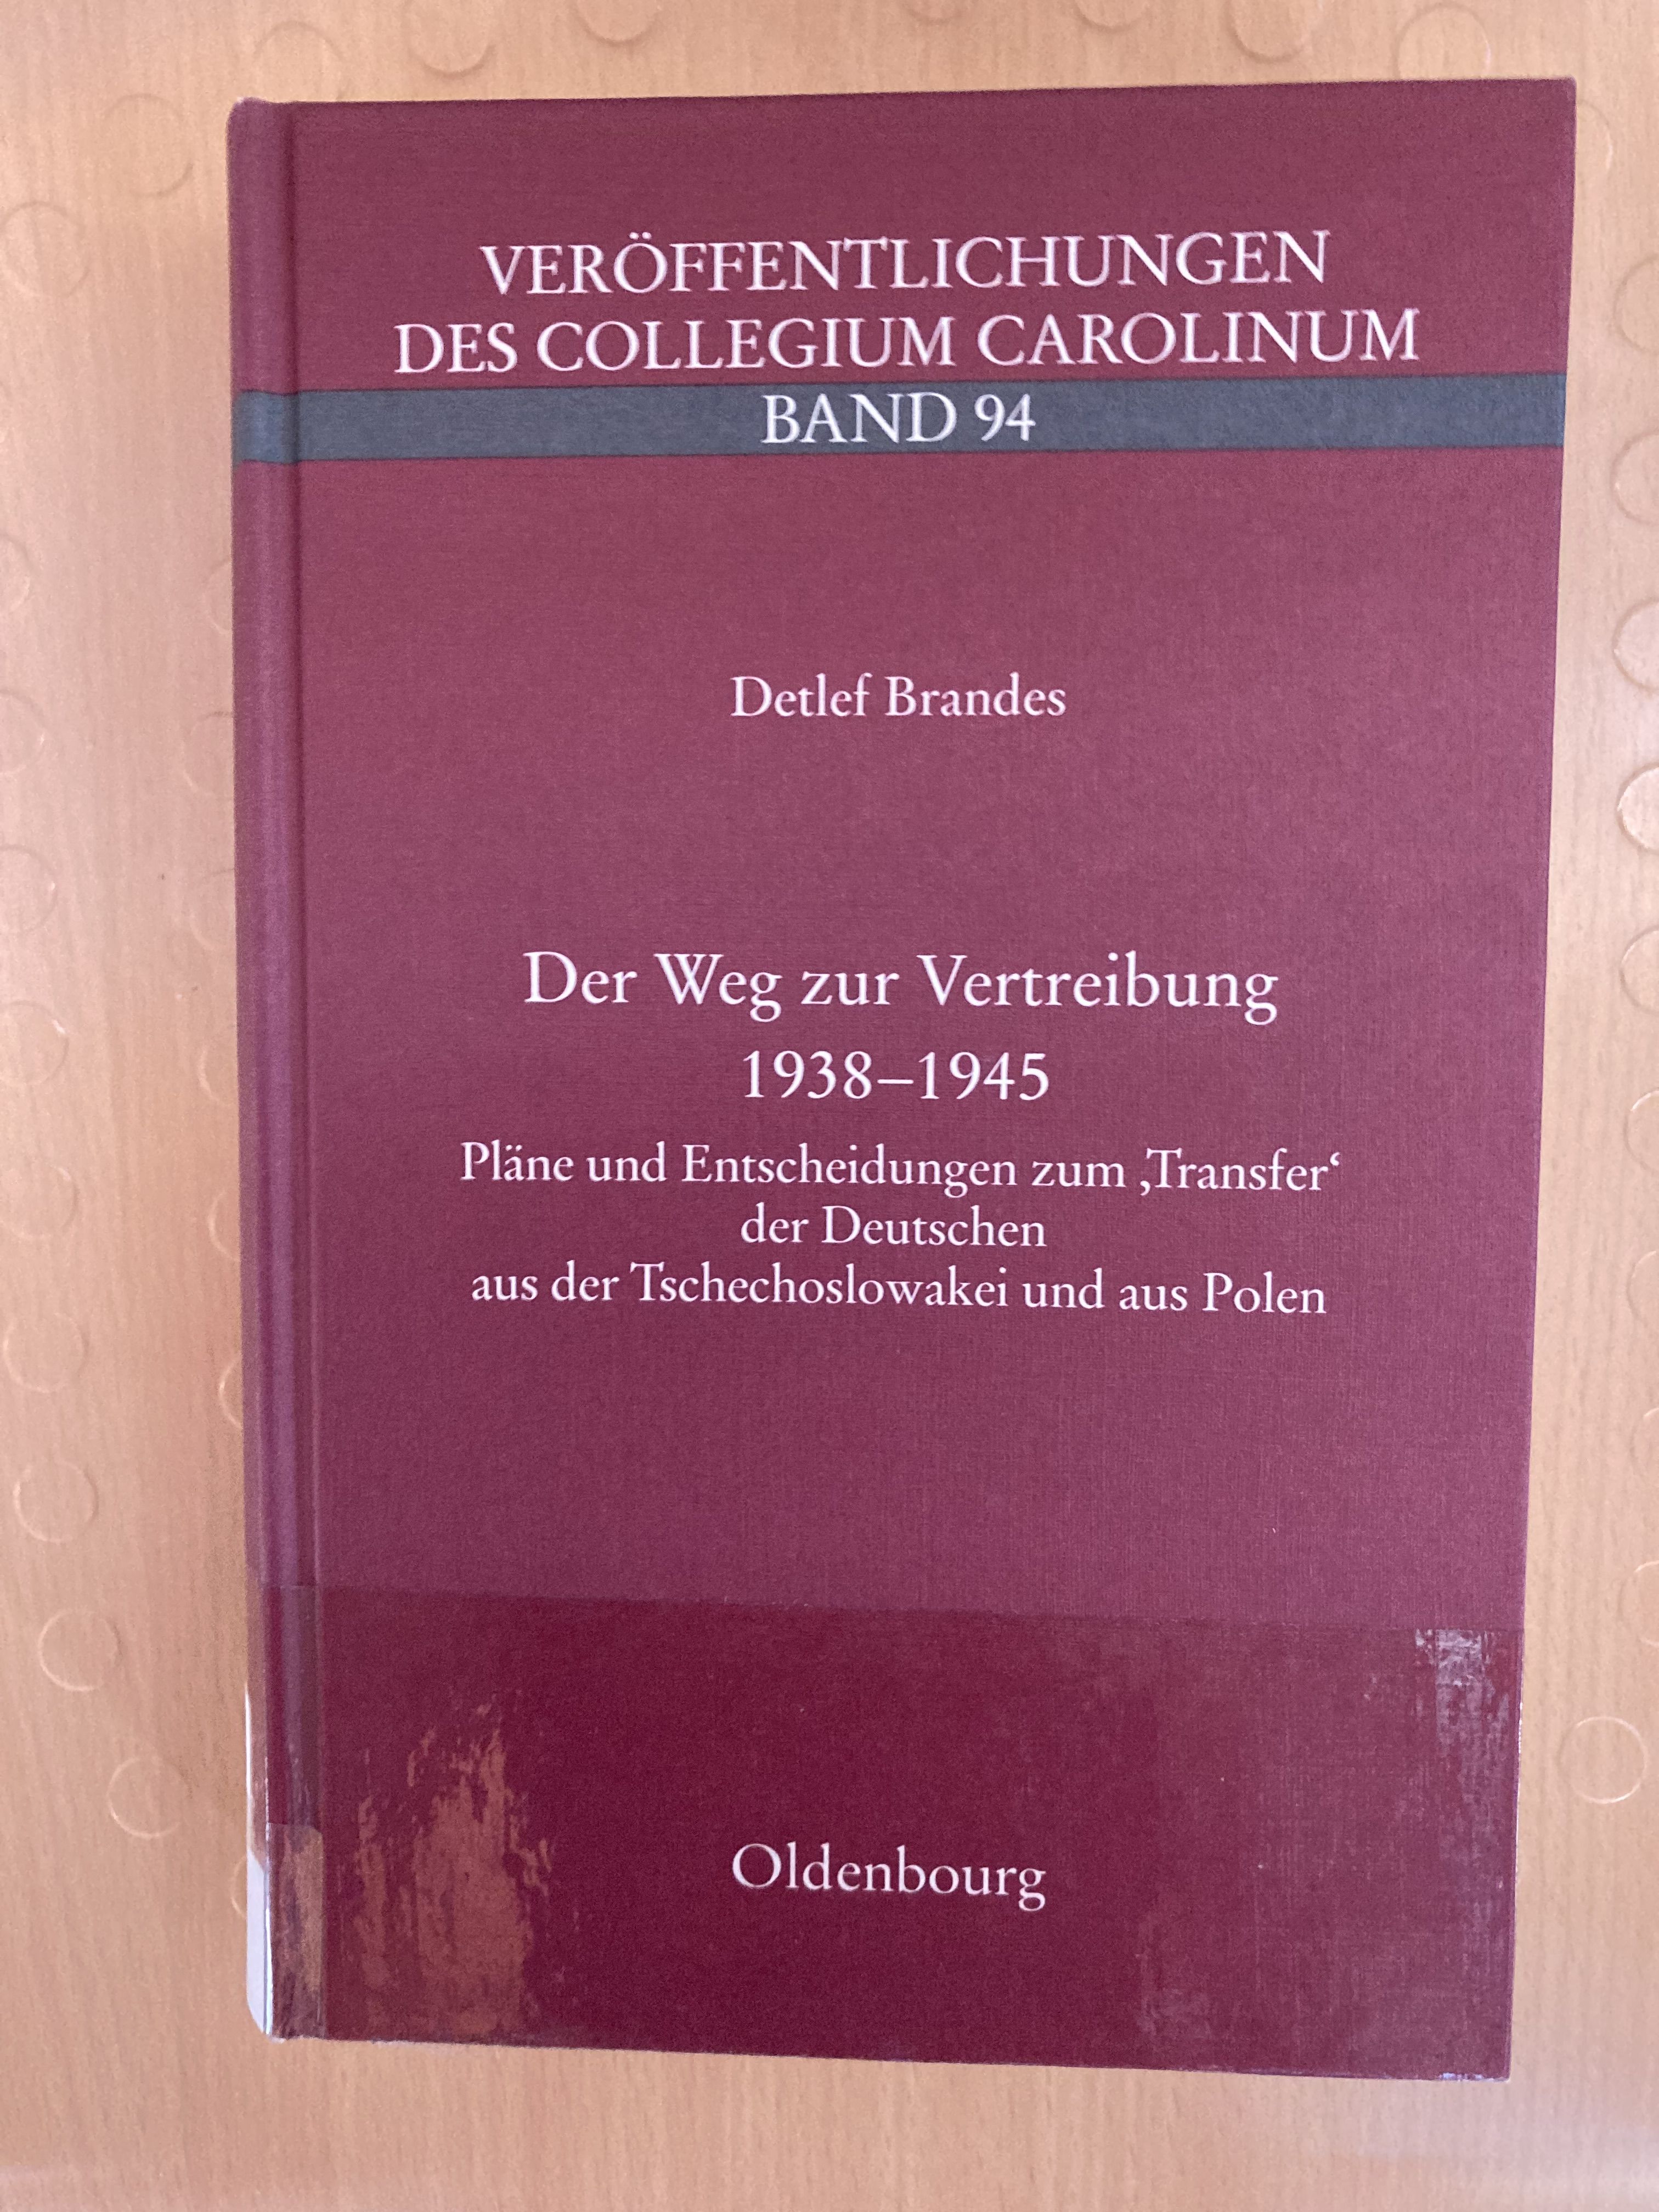 VERÖFFENTLICHUNGEN
DES COLLEGIUM CAROLINUM
BAND 94
Detlef Brandes
Der Weg zur Vertreibung
1938–1945
Pläne und Entscheidungen zum ‚Transfer‘
der Deutschen
aus der Tschechoslowakei und aus Polen
Oldenbourg